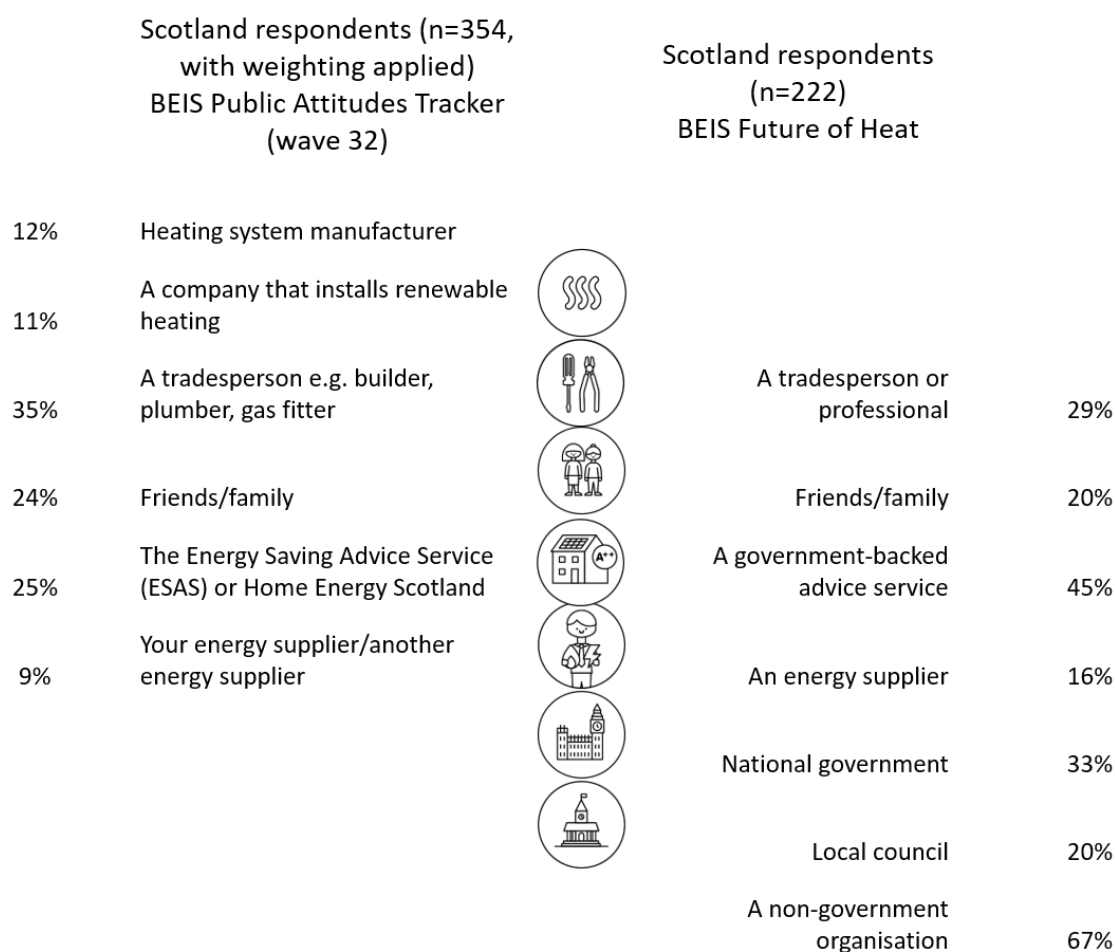 Scotland respondents (n=354,
with weighting applied)
BEIS Public Attitudes Tracker
(wave 32)
Scotland respondents
(n=222)
BEIS Future of Heat
12% Heating system manufacturer
A company that installs renewable
11% heating
A tradesperson e.g. builder,
35% plumber, gas fitter
A tradesperson or
professional 29%
24% Friends/family
Friends/family 20%
The Energy Saving Advice Service
25% (ESAS) or Home Energy Scotland
A++
A government-backed
advice service 45%
Your energy supplier/another
9% energy supplier
An energy supplier 16%
National government 33%
Local council 20%
A non-government
organisation 67%